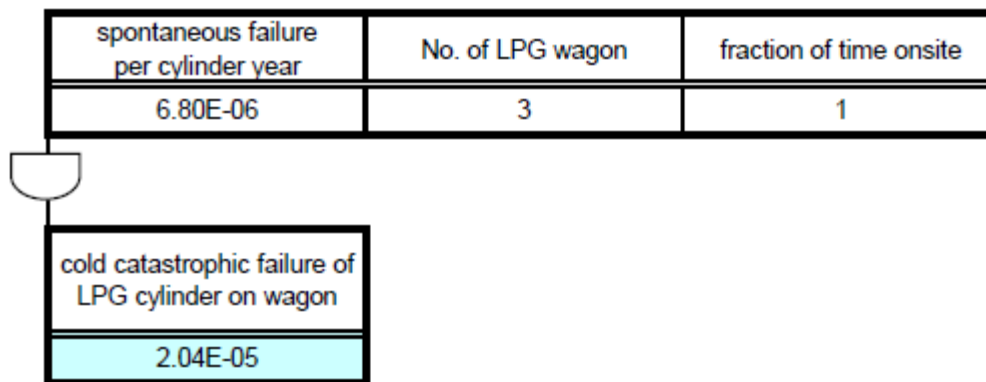 spontaneous failure
per cylinder year
No. of LPG wagon
fraction of time onsite
6.80E-06
3
1
cold catastrophic failure of
LPG cylinder on wagon
2.04E-05